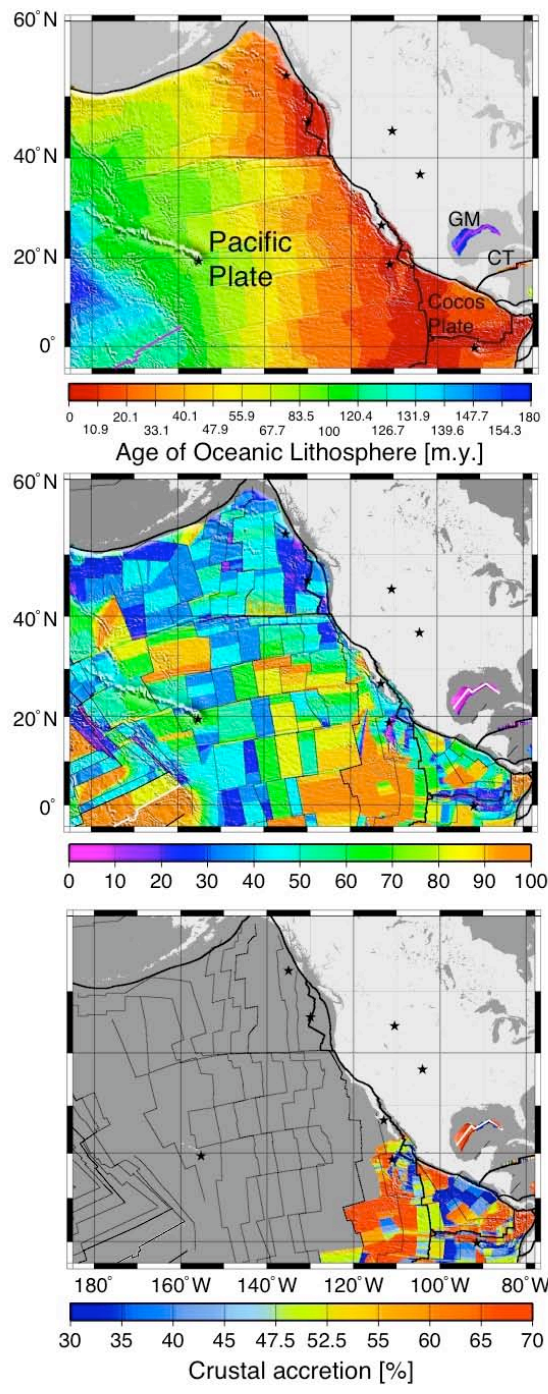 60˚N
40˚N
20˚N
0˚
Pacific
Plate
GM
CT
Cocos
Plate
0 20.1 40.1 55.9 83.5 120.4 131.9 147.7 180
10.9 33.1 47.9 67.7 100 126.7 139.6 154.3
Age of Oceanic Lithosphere [m.y.]
60˚N
40˚N
20˚N
0˚
0 10 20 30 40 50 60 70 80 90 100
180˚ 160˚W 140˚W 120˚W 100˚W 80˚W
30 35 40 45 47.5 52.5 55 60 65 70
Crustal accretion [%]